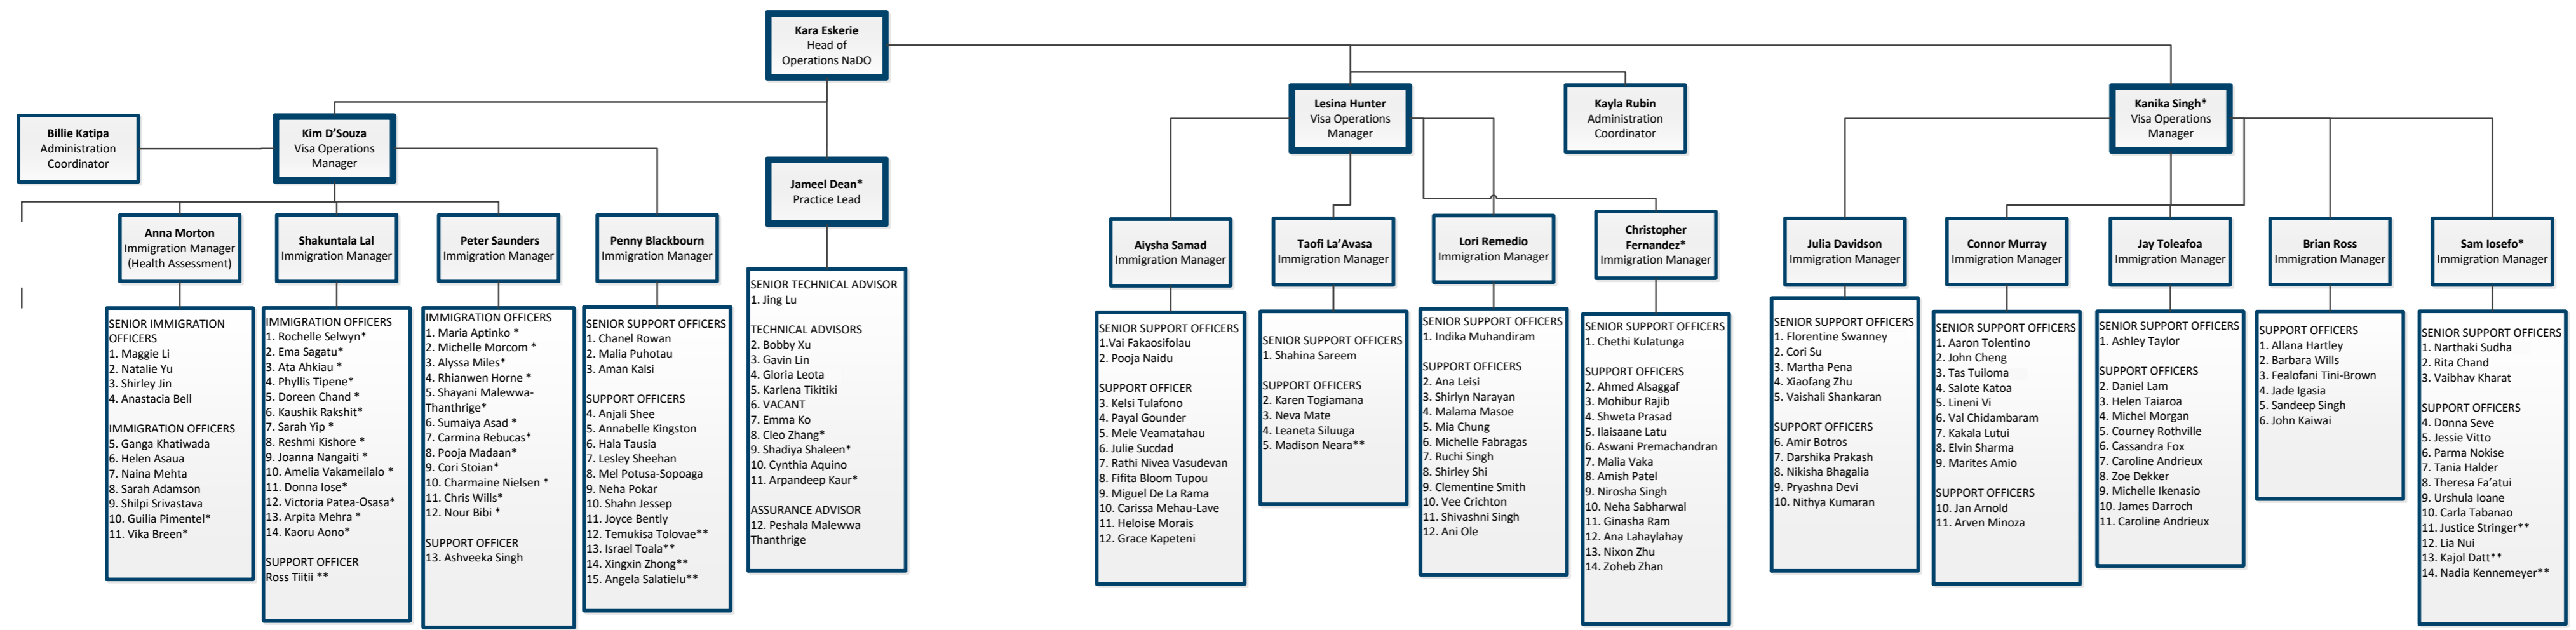 Kara Eskerie
Head of
Operations NaDO
Billie Katipa
Administration
Coordinator
Kim D'Souza
Visa Operations
Manager
Jameel Dean*
Practice Lead
Lesina Hunter
Visa Operations
Manager
Kayla Rubin
Administration
Coordinator
Kanika Singh*
Visa Operations
Manager
Anna Morton
Immigration Manager
(Health Assessment)
SENIOR IMMIGRATION
OFFICERS
1. Maggie Li
2. Natalie Yu
3. Shirley Jin
4. Anastacia Bell
IMMIGRATION OFFICERS
5. Ganga Khatiwada
6. Helen Asaua
7. Naina Mehta
8. Sarah Adamson
9. Shilpi Srivastava
10. Guilia Pimentel*
11. Vika Breen*
Shakuntala Lal
Immigration Manager
IMMIGRATION OFFICERS
1. Rochelle Selwyn*
2. Ema Sagatu*
3. Ata Ahkiau *
4. Phyllis Tipene*
5. Doreen Chand *
6. Kaushik Rakshit*
7. Sarah Yip *
8. Reshmi Kishore *
9. Joanna Nangaiti *
10. Amelia Vakameilalo *
11. Donna Iose*
12. Victoria Patea-Osasa*
13. Arpita Mehra *
14. Kaoru Aono*
SUPPORT OFFICER
Ross Tiitii **
Peter Saunders
Immigration Manager
IMMIGRATION OFFICERS
1. Maria Aptinko *
2. Michelle Morcom *
3. Alyssa Miles*
4. Rhianwen Horne *
5. Shayani Malewwa-
Thanthrige*
6. Sumaiya Asad *
7. Carmina Rebucas*
8. Pooja Madaan*
9. Cori Stoian*
10. Charmaine Nielsen *
11. Chris Wills*
12. Nour Bibi *
SUPPORT OFFICER
13. Ashveeka Singh
Penny Blackbourn
Immigration Manager
SENIOR SUPPORT OFFICERS
1. Chanel Rowan
2. Malia Puhotau
3. Aman Kalsi
SUPPORT OFFICERS
4. Anjali Shee
5. Annabelle Kingston
6. Hala Tausia
7. Lesley Sheehan
8. Mel Potusa-Sopoaga
9. Neha Pokar
10. Shahn Jessep
11. Joyce Bently
12. Temukisa Tolovae**
13. Israel Toala**
14. Xingxin Zhong**
15. Angela Salatielu**
SENIOR TECHNICAL ADVISOR
1. Jing Lu
TECHNICAL ADVISORS
2. Bobby Xu
3. Gavin Lin
4. Gloria Leota
5. Karlena Tikitiki
6. VACANT
7. Emma Ko
8. Cleo Zhang*
9. Shadiya Shaleen*
10. Cynthia Aquino
11. Arpandeep Kaur*
ASSURANCE ADVISOR
12. Peshala Malewwa
Thanthrige
Aiysha Samad
Immigration Manager
SENIOR SUPPORT OFFICERS
1.Vai Fakaosifolau
2. Pooja Naidu
SUPPORT OFFICER
3. Kelsi Tulafono
4. Payal Gounder
5. Mele Veamatahau
6. Julie Sucdad
7. Rathi Nivea Vasudevan
8. Fifita Bloom Tupou
9. Miguel De La Rama
10. Carissa Mehau-Lave
11. Heloise Morais
12. Grace Kapeteni
Taofi La'Avasa
Immigration Manager
SENIOR SUPPORT OFFICERS
1. Shahina Sareem
SUPPORT OFFICERS
2. Karen Togiamana
3. Neva Mate
4. Leaneta Siluuga
5. Madison Neara**
Lori Remedio
Immigration Manager
SENIOR SUPPORT OFFICERS
1. Indika Muhandiram
SUPPORT OFFICERS
2. Ana Leisi
3. Shirlyn Narayan
4. Malama Masoe
5. Mia Chung
6. Michelle Fabragas
7. Ruchi Singh
8. Shirley Shi
9. Clementine Smith
10. Vee Crichton
11. Shivashni Singh
12. Ani Ole
Christopher
Fernandez*
Immigration Manager
SENIOR SUPPORT OFFICERS
1. Chethi Kulatunga
SUPPORT OFFICERS
2. Ahmed Alsaggaf
3. Mohibur Rajib
4. Shweta Prasad
5. Ilaisaane Latu
6. Aswani Premachandran
7. Malia Vaka
8. Amish Patel
9. Nirosha Singh
10. Neha Sabharwal
11. Ginasha Ram
12. Ana Lahaylahay
13. Nixon Zhu
14. Zoheb Zhan
Julia Davidson
Immigration Manager
SENIOR SUPPORT OFFICERS
1. Florentine Swanney
2. Cori Su
3. Martha Pena
4. Xiaofang Zhu
5. Vaishali Shankaran
SUPPORT OFFICERS
6. Amir Botros
7. Darshika Prakash
8. Nikisha Bhagalia
9. Pryashna Devi
10. Nithya Kumaran
Connor Murray
Immigration Manager
SENIOR SUPPORT OFFICERS
1. Aaron Tolentino
2. John Cheng
3. Tas Tuiloma
4. Salote Katoa
5. Lineni Vi
6. Val Chidambaram
7. Kakala Lutui
8. Elvin Sharma
9. Marites Amio
SUPPORT OFFICERS
10. Jan Arnold
11. Arven Minoza
Jay Toleafoa
Immigration Manager
SENIOR SUPPORT OFFICERS
1. Ashley Taylor
SUPPORT OFFICERS
2. Daniel Lam
3. Helen Taiaroa
4. Michel Morgan
5. Courney Rothville
6. Cassandra Fox
7. Caroline Andrieux
8. Zoe Dekker
9. Michelle Ikenasio
10. James Darroch
11. Caroline Andrieux
Brian Ross
Immigration Manager
SUPPORT OFFICERS
1. Allana Hartley
2. Barbara Wills
3. Fealofani Tini-Brown
4. Jade Igasia
5. Sandeep Singh
6. John Kaiwai
Sam Iosefo*
Immigration Manager
SENIOR SUPPORT OFFICERS
1. Narthaki Sudha
2. Rita Chand
3. Vaibhav Kharat
SUPPORT OFFICERS
4. Donna Seve
5. Jessie Vitto
6. Parma Nokise
7. Tania Halder
8. Theresa Fa'atui
9. Urshula Ioane
10. Carla Tabanao
11. Justice Stringer**
12. Lia Nui
13. Kajol Datt**
14. Nadia Kennemeyer**